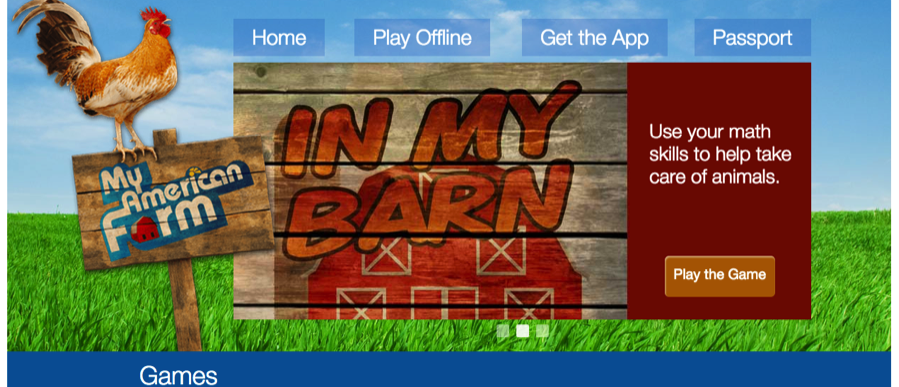 Home
Play Offline
Get the App
Passport
My
American
Farm
IN MY
BARN
Use your math
skills to help take
care of animals.
Play the Game
Games